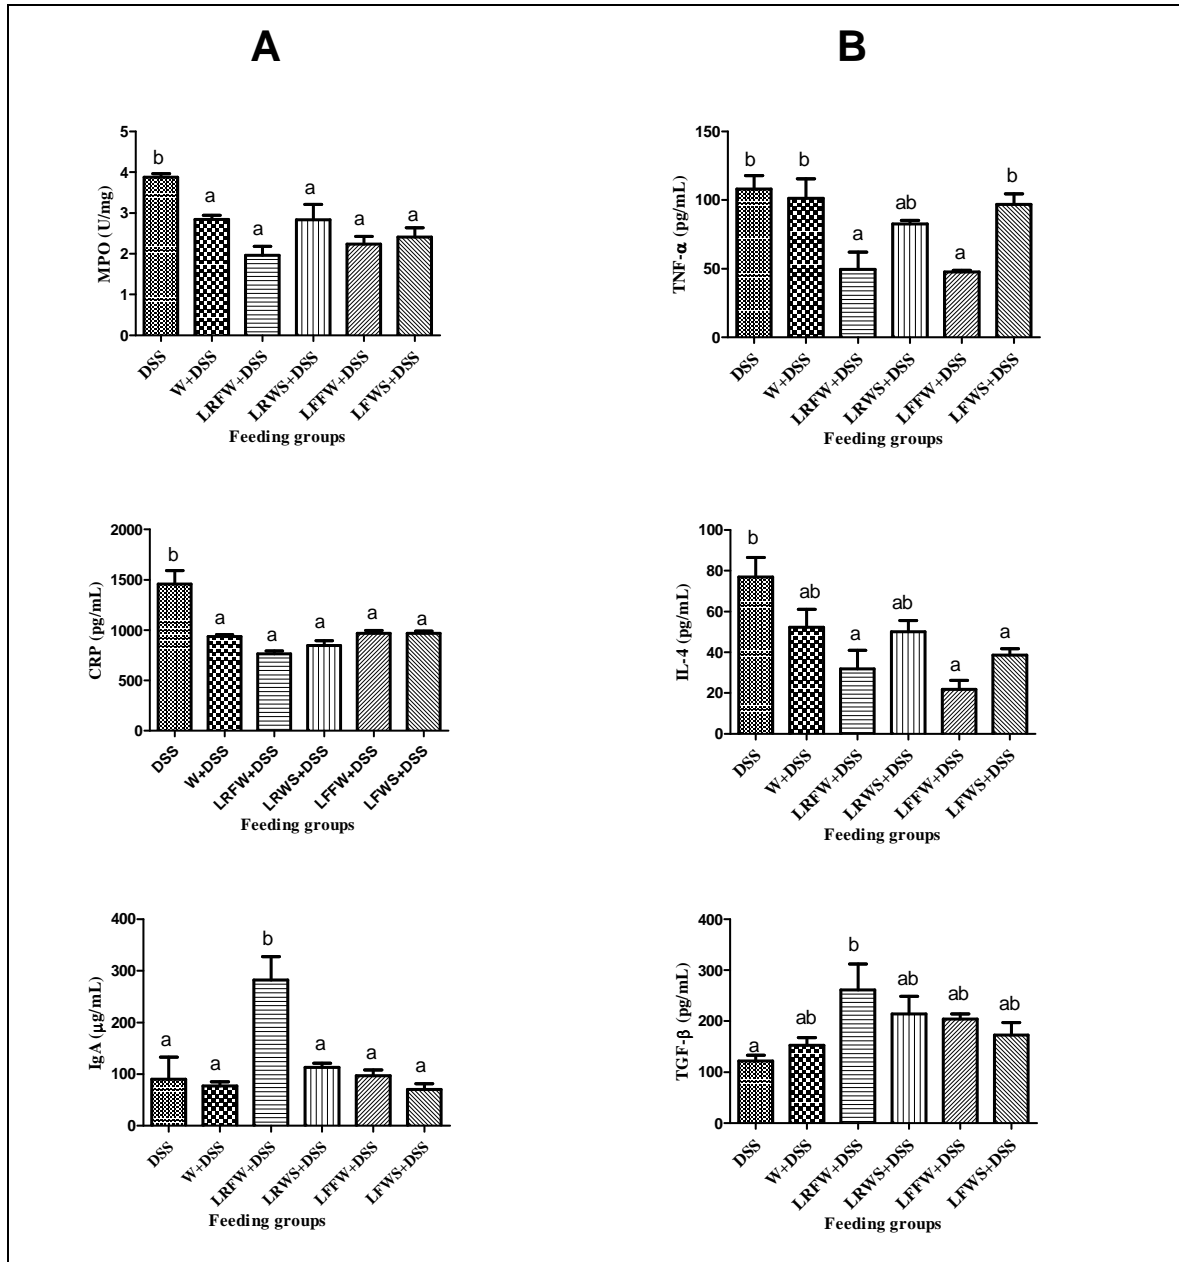 A
B
5
4
3
2
1
0
MPO (U/mg)
b
a
a
a
a
a
DSS
W+DSS
LRFW+DSS
LRWS+DSS
LFFW+DSS
LFWS+DSS
Feeding groups
150
100
50
0
TNF-α (pg/mL)
b
b
a
ab
a
b
DSS
W+DSS
LRFW+DSS
LRWS+DSS
LFFW+DSS
LFWS+DSS
Feeding groups
2000
1500
1000
500
0
CRP (pg/mL)
b
a
a
a
a
a
DSS
W+DSS
LRFW+DSS
LRWS+DSS
LFFW+DSS
LFWS+DSS
Feeding groups
100
80
60
40
20
0
IL-4 (pg/mL)
b
ab
a
ab
a
a
DSS
W+DSS
LRFW+DSS
LRWS+DSS
LFFW+DSS
LFWS+DSS
Feeding groups
400
300
200
100
0
IgA (µg/mL)
a
a
b
a
a
a
DSS
W+DSS
LRFW+DSS
LRWS+DSS
LFFW+DSS
LFWS+DSS
Feeding groups
400
300
200
100
0
TGF-β (pg/mL)
a
ab
b
ab
ab
ab
DSS
W+DSS
LRFW+DSS
LRWS+DSS
LFFW+DSS
LFWS+DSS
Feeding groups